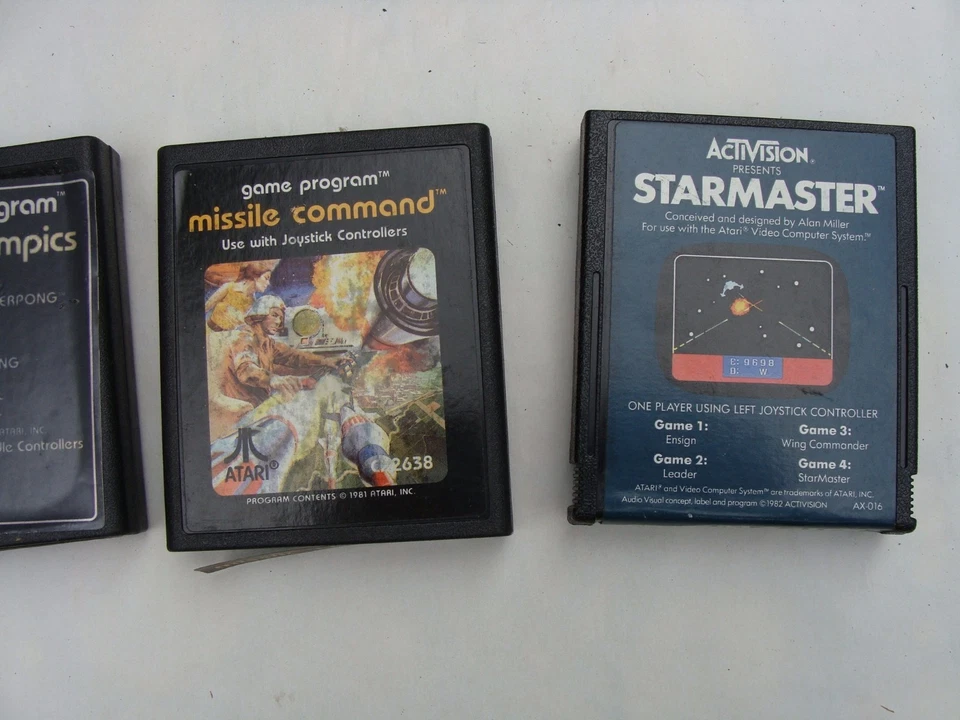 gram™
mpics
ERPONG
NG
ATARI, INC.
dle Controllers
game program™
missile command™
Use with Joystick Controllers
ATARI®
2638
PROGRAM CONTENTS © 1981 ATARI, INC.
ACTIVISION®
PRESENTS
STARMASTER™
Conceived and designed by Alan Miller
For use with the Atari® Video Computer System.™
E: 9698
D: W
ONE PLAYER USING LEFT JOYSTICK CONTROLLER
Game 1:
Ensign
Game 3:
Wing Commander
Game 2:
Leader
Game 4:
StarMaster
ATARI® and Video Computer System™ are trademarks of ATARI, INC.
Audio Visual concept, label and program ©1982 ACTIVISION
AX-016